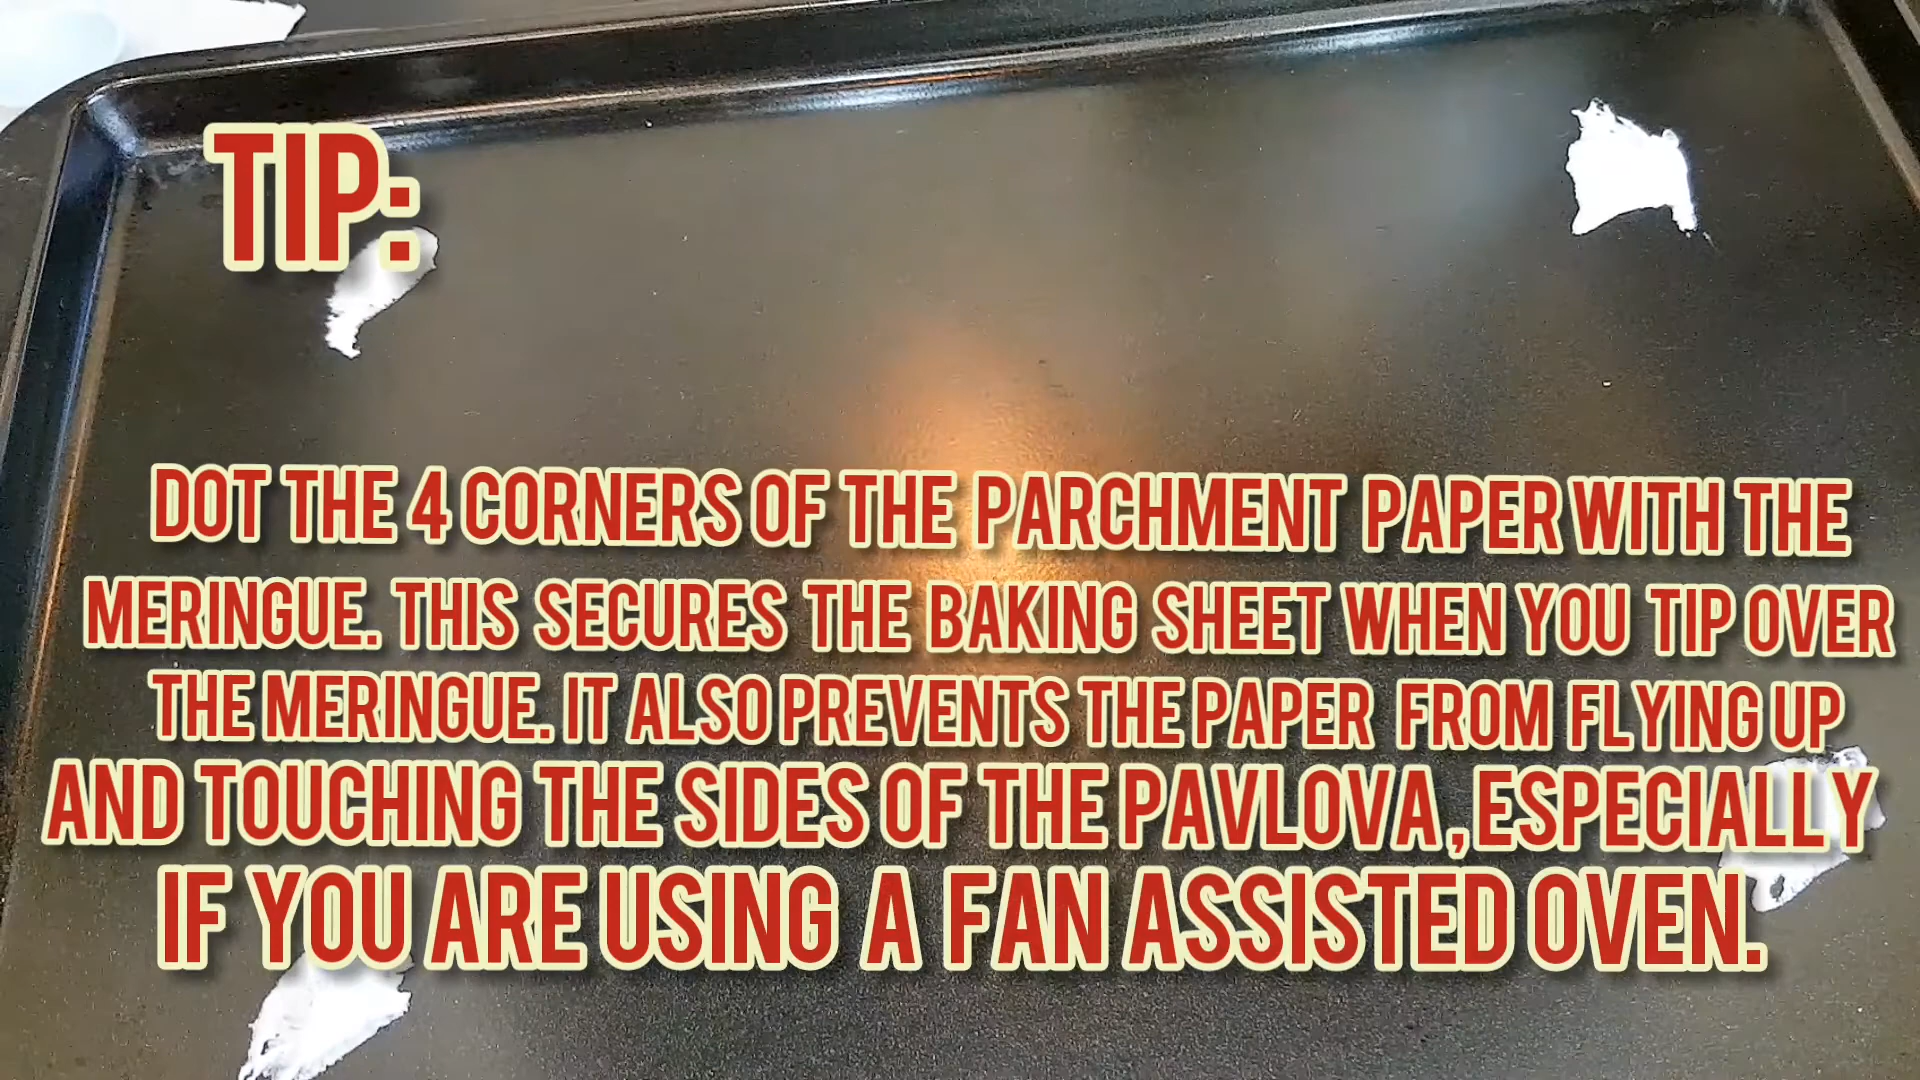 TIP:
DOT THE 4 CORNERS OF THE PARCHMENT PAPER WITH THE
MERINGUE. THIS SECURES THE BAKING SHEET WHEN YOU TIP OVER
THE MERINGUE. IT ALSO PREVENTS THE PAPER FROM FLYING UP
AND TOUCHING THE SIDES OF THE PAVLOVA, ESPECIALLY
IF YOU ARE USING A FAN ASSISTED OVEN.